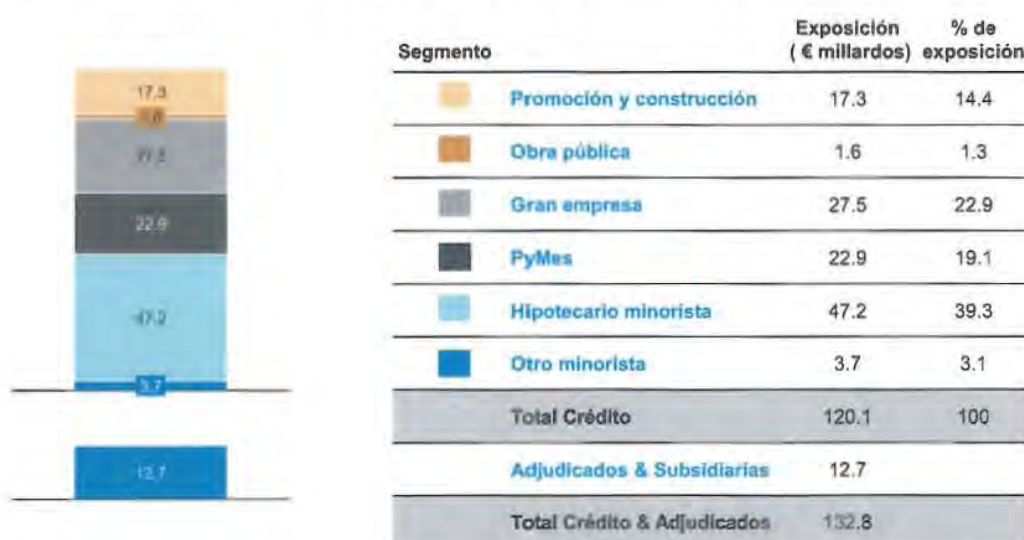 Segmento Exposición % de
( € millardos) exposición
17.3
22.9
47.2
3.7
12.7
Promoción y construcción 17.3 14.4
Obra pública 1.6 1.3
Gran empresa 27.5 22.9
PyMes 22.9 19.1
Hipotecario minorista 47.2 39.3
Otro minorista 3.7 3.1
Total Crédito 120.1 100
Adjudicados & Subsidiarias 12.7
Total Crédito & Adjudicados 132.8